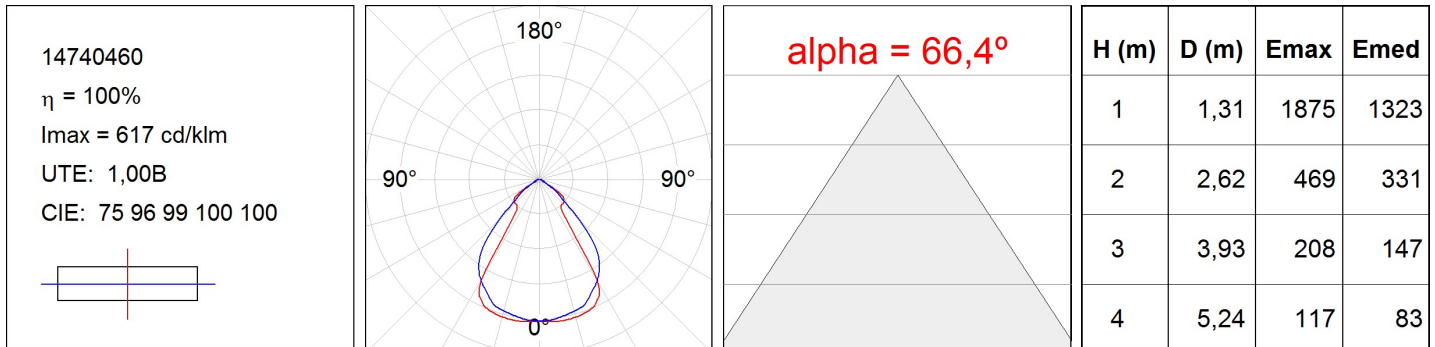 14740460
η = 100%
Imax = 617 cd/klm
UTE: 1,00B
CIE: 75 96 99 100 100
180°
90° 90°
0°
alpha = 66,4º
H (m) D (m) Emax Emed
1 1,31 1875 1323
2 2,62 469 331
3 3,93 208 147
4 5,24 117 83